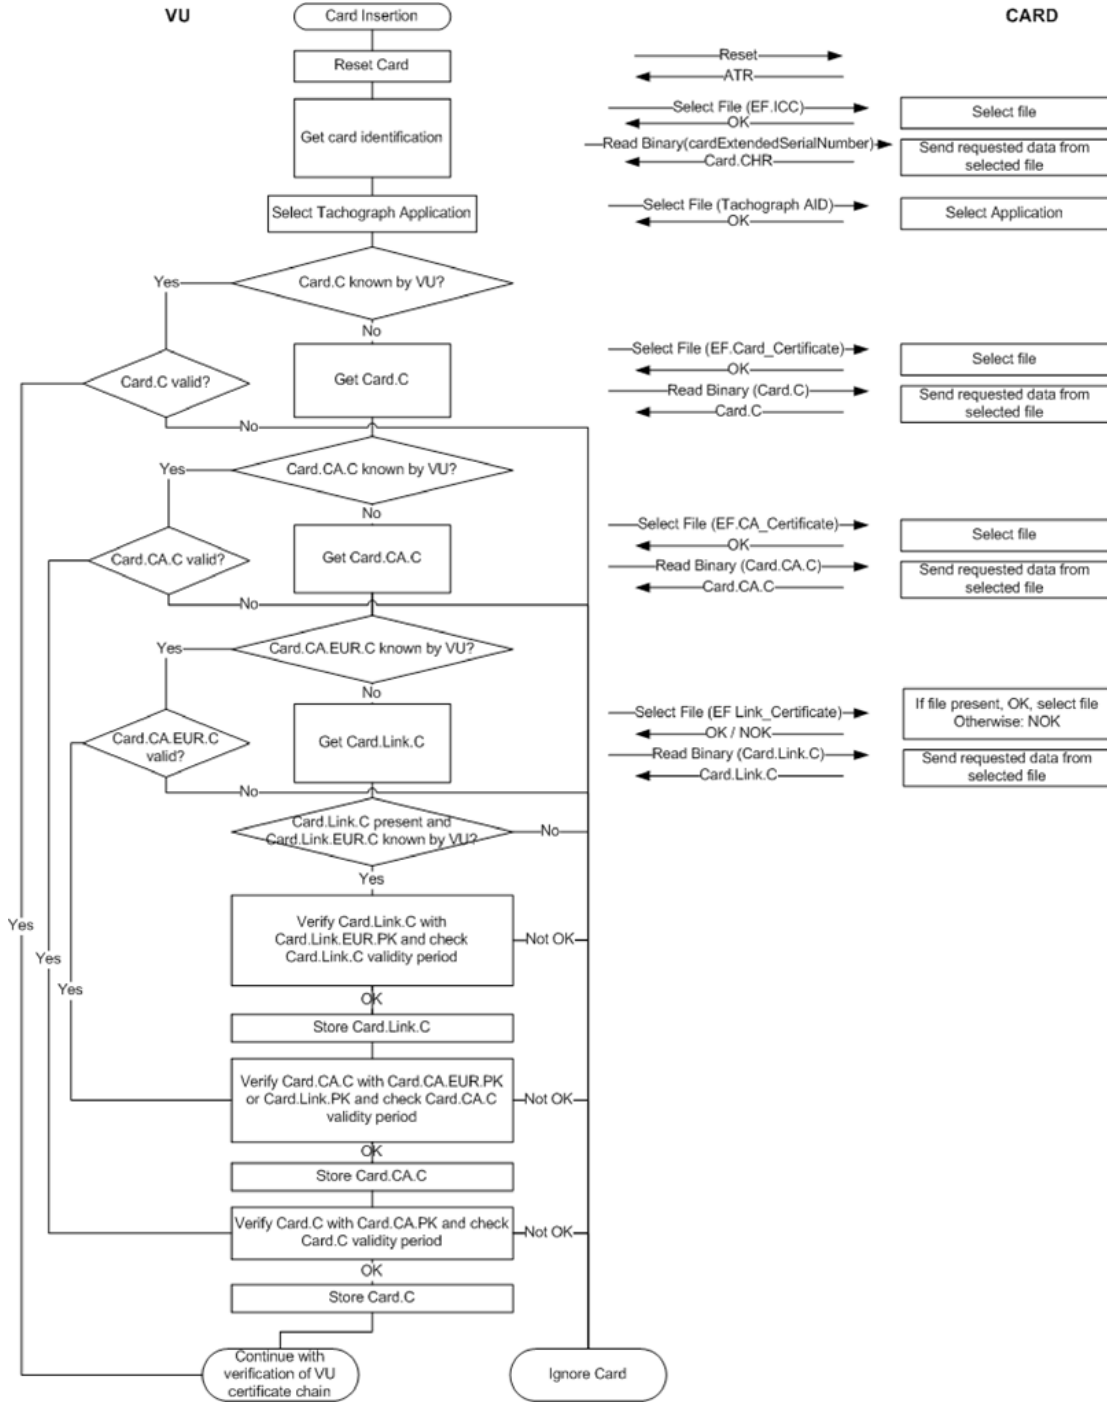 VU
CARD
Card Insertion
Reset Card
Reset
ATR
Get card identification
Select File (EF.ICC)
OK
Select file
Read Binary(cardExtendedSerialNumber)
Card.CHR
Send requested data from
selected file
Select Tachograph Application
Select File (Tachograph AID)
OK
Select Application
Card.C known by VU?
Yes
No
Card.C valid?
Get Card.C
Select File (EF.Card_Certificate)
OK
Select file
Read Binary (Card.C)
Card.C
Send requested data from
selected file
No
Card.CA.C known by VU?
Yes
No
Card.CA.C valid?
Get Card.CA.C
Select File (EF.CA_Certificate)
OK
Select file
Read Binary (Card.CA.C)
Card.CA.C
Send requested data from
selected file
No
Card.CA.EUR.C known by VU?
Yes
No
Card.CA.EUR.C
valid?
Get Card.Link.C
Select File (EF Link_Certificate)
OK / NOK
If file present, OK, select file
Otherwise: NOK
Read Binary (Card.Link.C)
Card.Link.C
Send requested data from
selected file
No
Card.Link.C present and
Card.Link.EUR.C known by VU?
No
Yes
Verify Card.Link.C with
Card.Link.EUR.PK and check
Card.Link.C validity period
Not OK
Yes
Yes
Yes
OK
Store Card.Link.C
Verify Card.CA.C with Card.CA.EUR.PK
or Card.Link.PK and check Card.CA.C
validity period
Not OK
OK
Store Card.CA.C
Verify Card.C with Card.CA.PK and check
Card.C validity period
Not OK
OK
Store Card.C
Continue with
verification of VU
certificate chain
Ignore Card